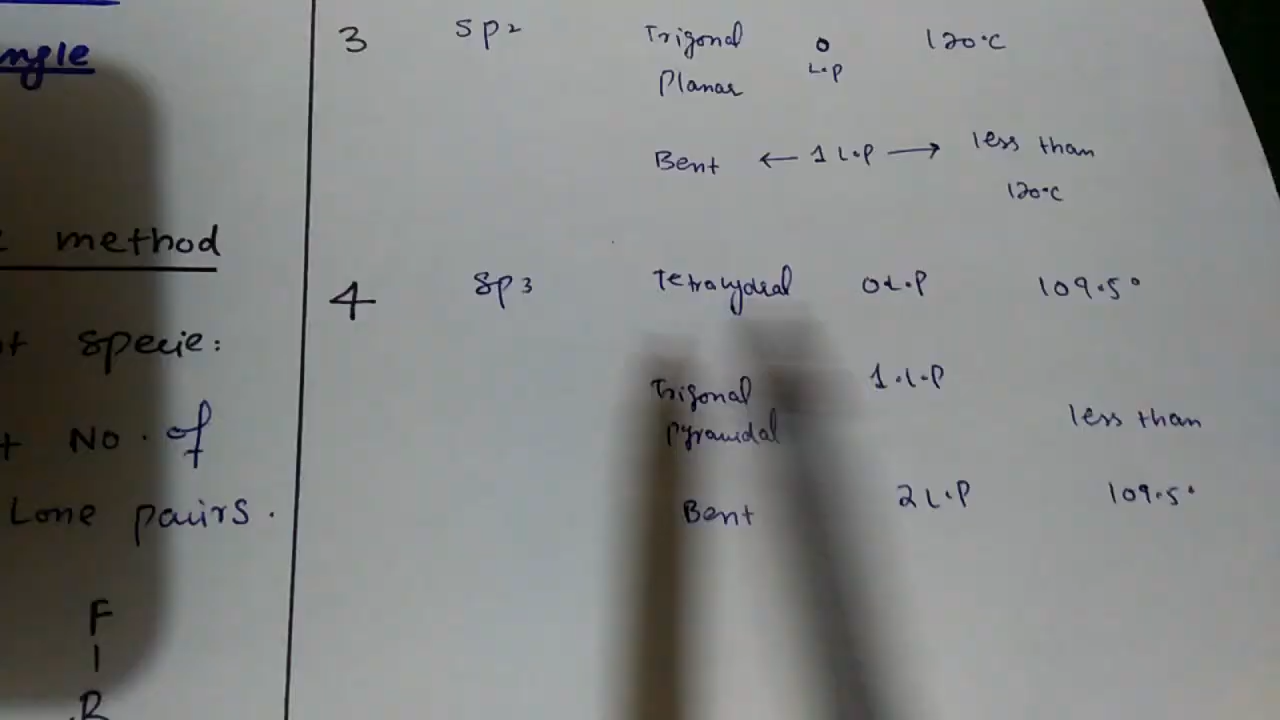 ngle
method
specie:
No. of
Lone pairs.
F
B
3 Sp2 Trigonal 0 120°C
Planar L.P
Bent ← 1 L.P → less than
120°C
4 Sp3 Tetrahydral 0 L.P 109.5°
Trigonal 1.L.P
pyramidal less than
Bent 2 L.P 109.5°